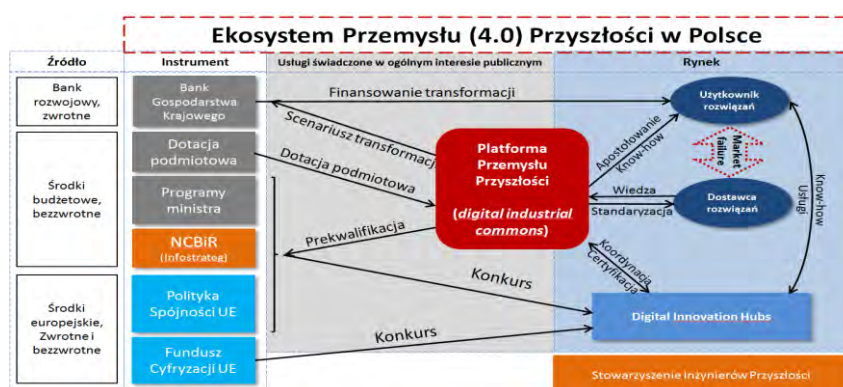 Ekosystem Przemysłu (4.0) Przyszłości w Polsce
Źródło
Instrument
Usługi świadczone w ogólnym interesie publicznym
Rynek
Bank
rozwojowy,
zwrotne
Bank
Gospodarstwa
Krajowego
Finansowanie transformacji
Użytkownik
rozwiązań
Scenariusz transformacj
Środki
budżetowe,
bezzwrotne
Dotacja
podmiotowa
Dotacja podmiotowa
Platforma
Przemysłu
Przyszłości
(digital industrial
commons)
Apostołowanie
Know-how
Market
failure
Programy
ministra
Wiedza
Standaryzacja
Dostawca
rozwiązań
Know-how
Usługi
NCBiR
(Infostrateg)
Prekwalifikacja
Konkurs
Koordynacja
Certyfikacja
Środki
europejskie,
Zwrotne i
bezzwrotne
Polityka
Spójności UE
Digital Innovation Hubs
Fundusz
Cyfryzacji UE
Konkurs
Stowarzyszenie Inżynierów Przyszłości